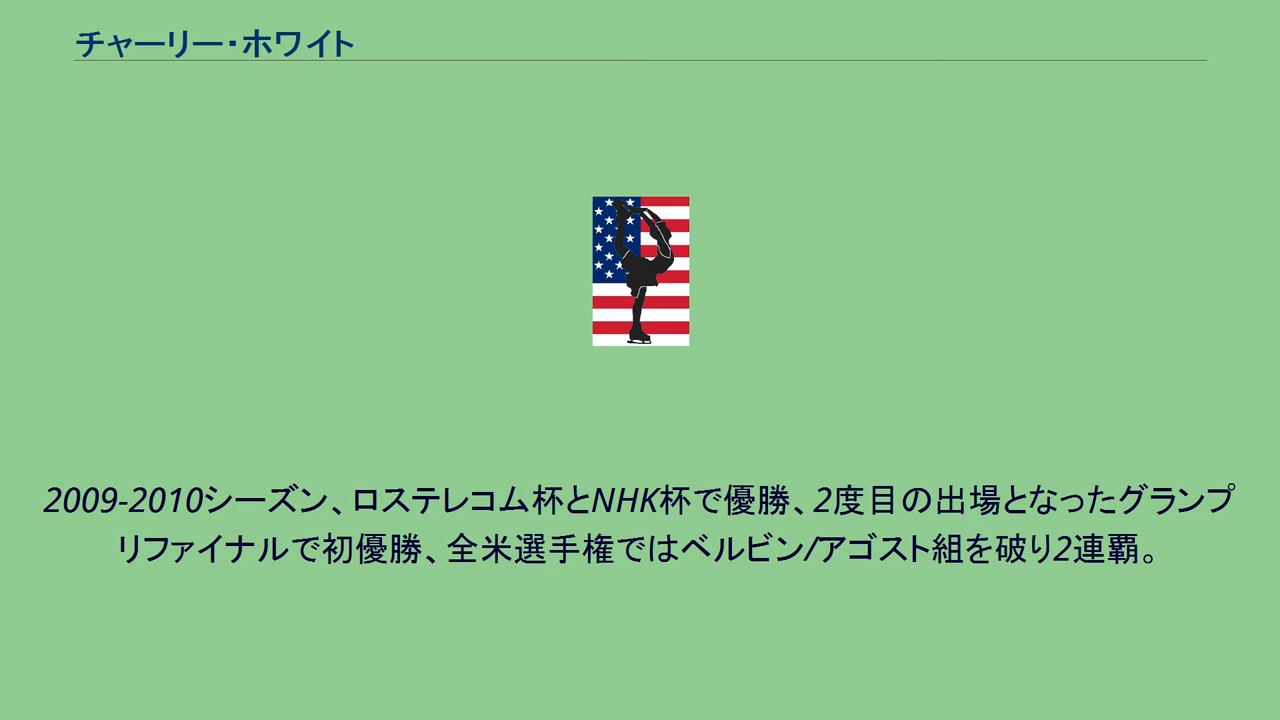 チャーリー・ホワイト
2009-2010シーズン、ロステレコム杯とNHK杯で優勝、2度目の出場となったグランプ
リファイナルで初優勝、全米選手権ではベルビン/アゴスト組を破り2連覇。